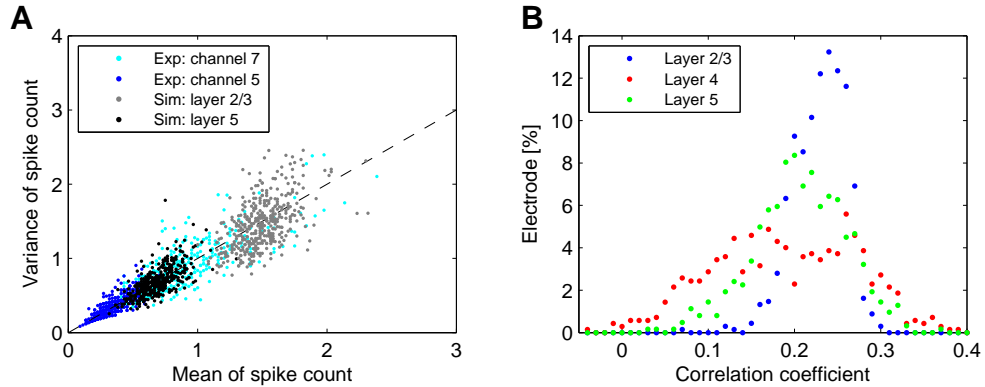 A
Variance of spike count
4
3
2
1
0
0
1
2
3
Mean of spike count
Exp: channel 7
Exp: channel 5
Sim: layer 2/3
Sim: layer 5
B
Electrode [%]
14
12
10
8
6
4
2
0
0
0.1
0.2
0.3
0.4
Correlation coefficient
Layer 2/3
Layer 4
Layer 5